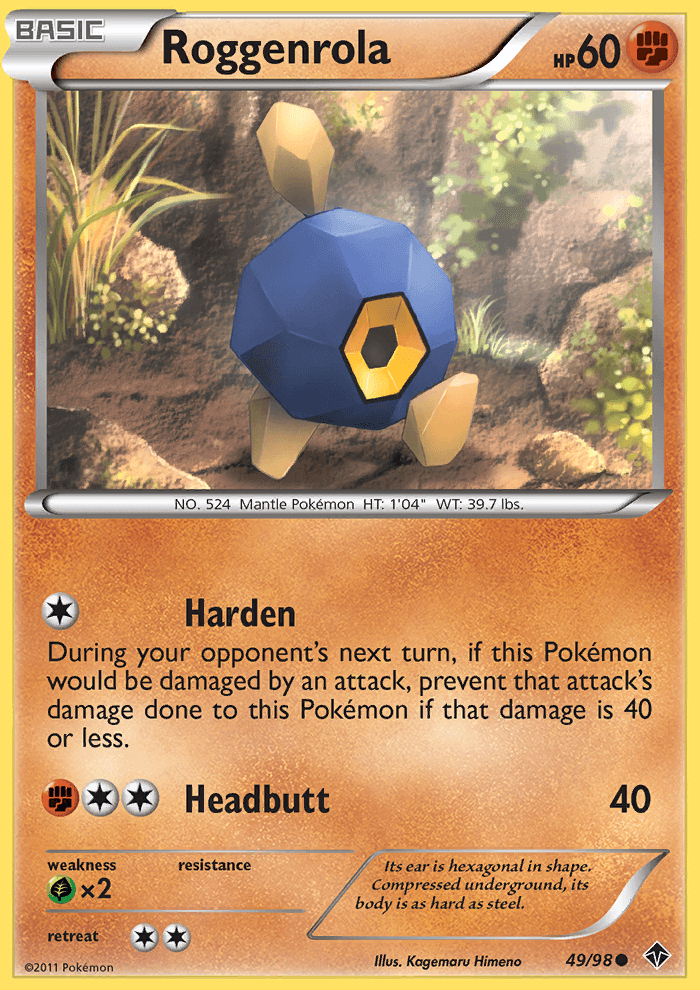 BASIC
Roggenrola
HP60
NO. 524 Mantle Pokémon HT: 1'04" WT: 39.7 lbs.
Harden
During your opponent's next turn, if this Pokémon
would be damaged by an attack, prevent that attack's
damage done to this Pokémon if that damage is 40
or less.
Headbutt 40
weakness resistance
×2
Its ear is hexagonal in shape.
Compressed underground, its
body is as hard as steel.
retreat
©2011 Pokémon
Illus. Kagemaru Himeno
49/98